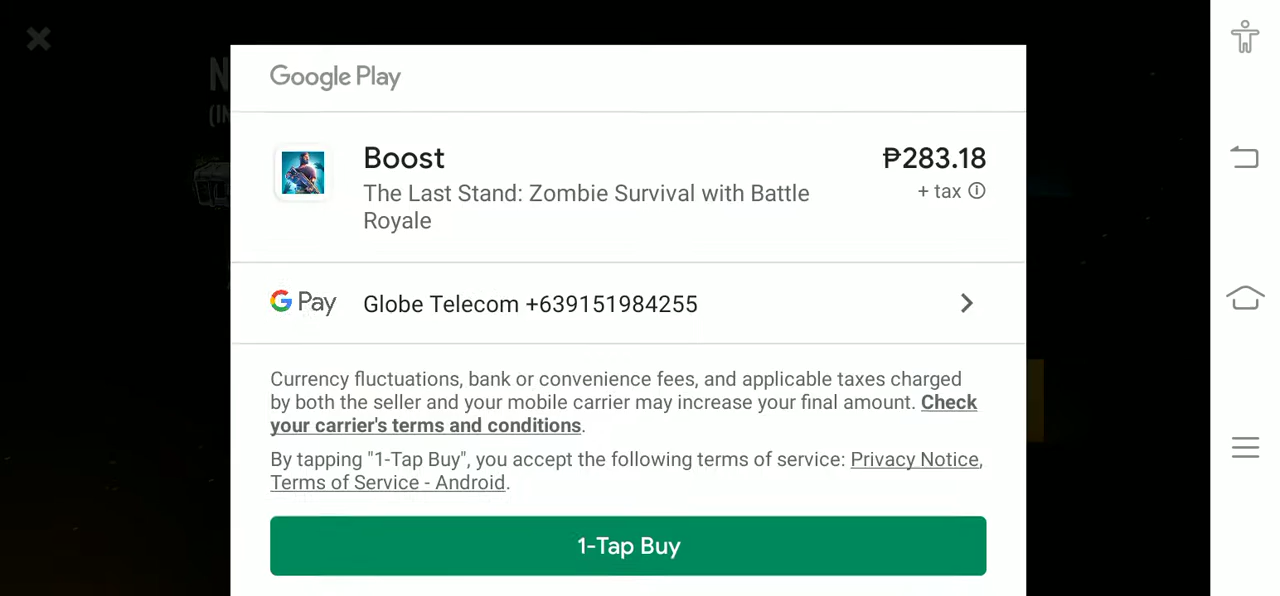 Google Play
Boost
₱283.18
The Last Stand: Zombie Survival with Battle
Royale
+ tax
G Pay
Globe Telecom +639151984255
Currency fluctuations, bank or convenience fees, and applicable taxes charged
by both the seller and your mobile carrier may increase your final amount. Check
your carrier's terms and conditions.
By tapping "1-Tap Buy", you accept the following terms of service: Privacy Notice,
Terms of Service - Android.
1-Tap Buy